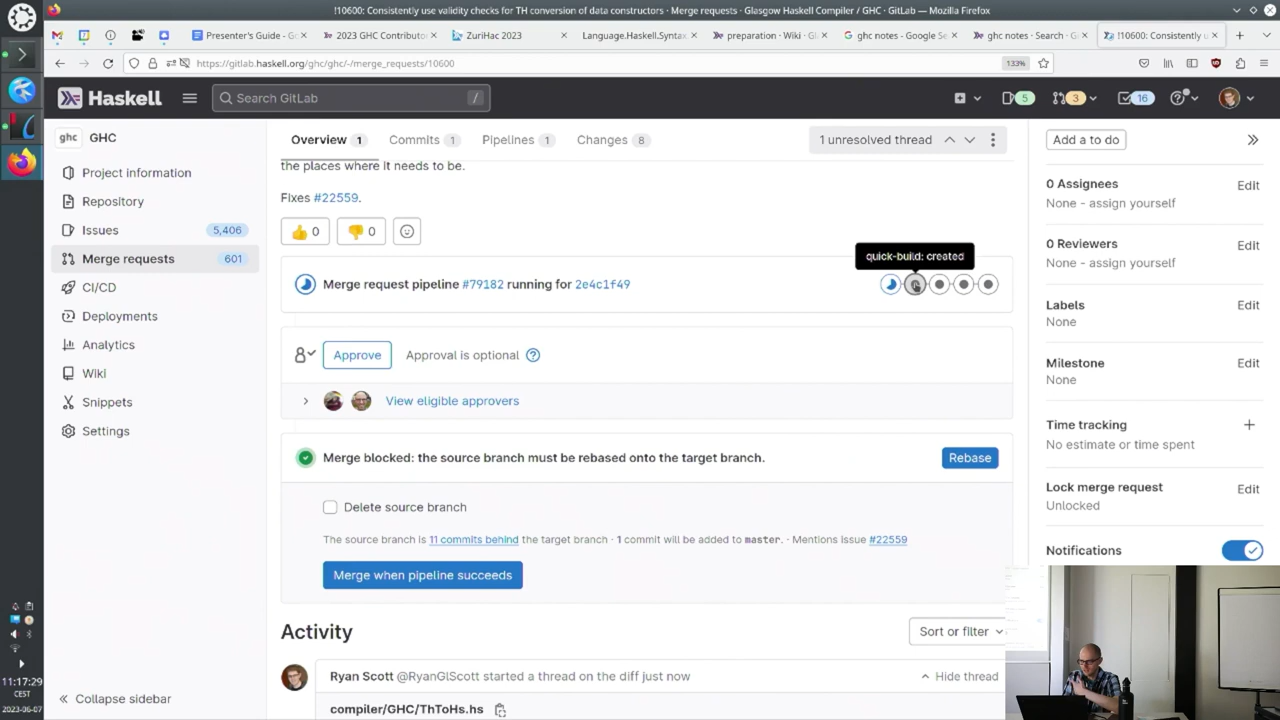 !10600: Consistently use validity checks for TH conversion of data constructors · Merge requests · Glasgow Haskell Compiler / GHC · GitLab — Mozilla Firefox
Presenter's Guide - G
2023 GHC Contributor
ZuriHac 2023
Language.Haskell.Syntax
preparation · Wiki · Gl
ghc notes - Google Se
ghc notes · Search · G
!10600: Consistently u
https://gitlab.haskell.org/ghc/ghc/-/merge_requests/10600
133%
Haskell
Search GitLab
/
5
3
16
ghc
GHC
Project information
Repository
Issues
5,406
Merge requests
601
CI/CD
Deployments
Analytics
Wiki
Snippets
Settings
Collapse sidebar
11:17:29
CEST
2023-06-07
Overview 1
Commits 1
Pipelines 1
Changes 8
1 unresolved thread
the places where it needs to be.
Fixes #22559.
0
0
quick-build: created
Merge request pipeline #79182 running for 2e4c1f49
Approve
Approval is optional
View eligible approvers
Merge blocked: the source branch must be rebased onto the target branch.
Rebase
Delete source branch
The source branch is 11 commits behind the target branch · 1 commit will be added to master. · Mentions issue #22559
Merge when pipeline succeeds
Activity
Sort or filter
Ryan Scott @RyanGlScott started a thread on the diff just now
Hide thread
compiler/GHC/ThToHs.hs
Add a to do
0 Assignees
Edit
None - assign yourself
0 Reviewers
Edit
None - assign yourself
Labels
Edit
None
Milestone
Edit
None
Time tracking
No estimate or time spent
Lock merge request
Edit
Unlocked
Notifications